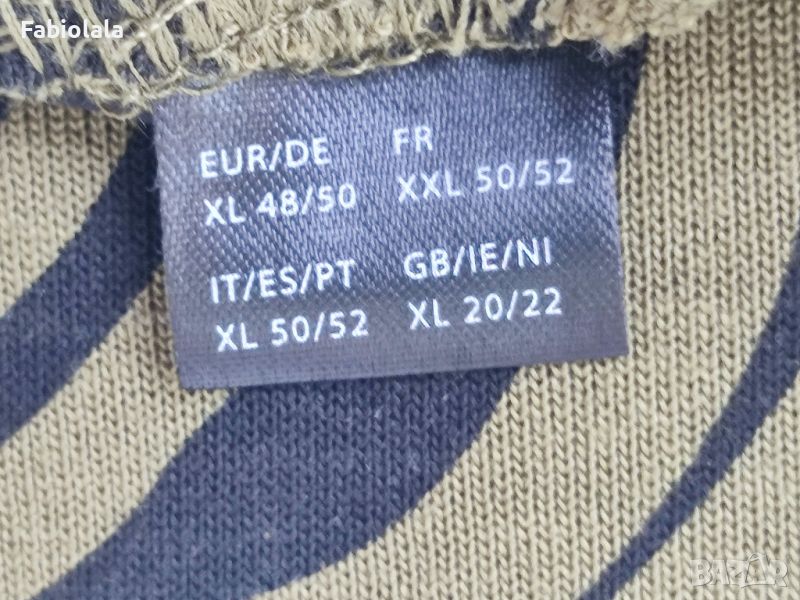 Fabiolala
EUR/DE FR
XL 48/50 XXL 50/52
IT/ES/PT GB/IE/NI
XL 50/52 XL 20/22
BAZAR